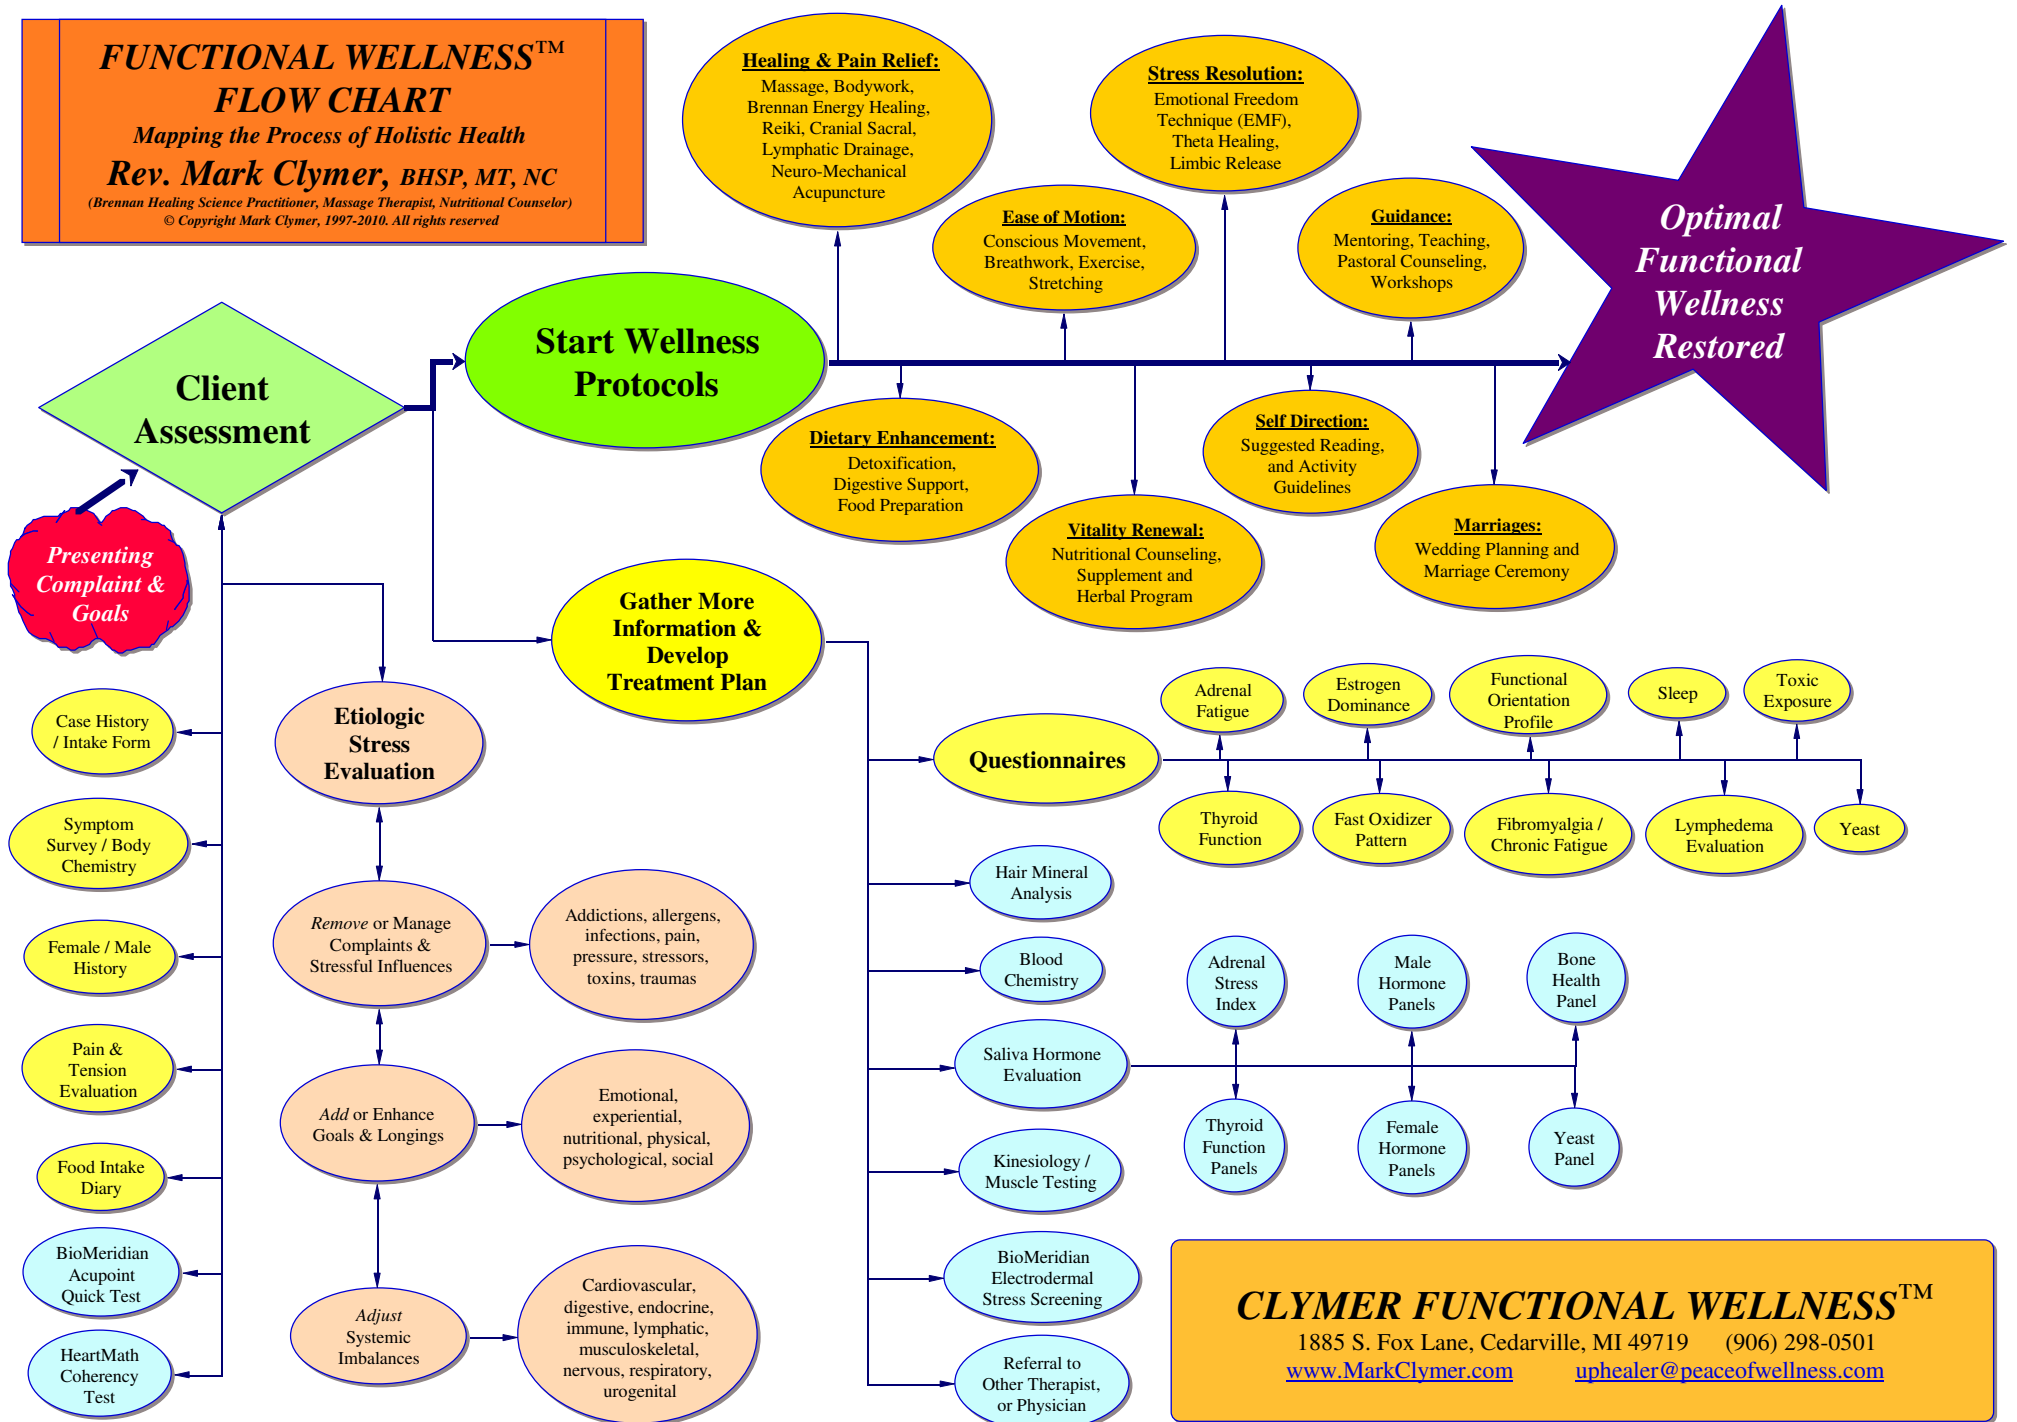 FUNCTIONAL WELLNESS™
FLOW CHART
Mapping the Process of Holistic Health
Rev. Mark Clymer, BHSP, MT, NC
(Brennan Healing Science Practitioner, Massage Therapist, Nutritional Counselor)
© Copyright Mark Clymer, 1997-2010. All rights reserved
Healing & Pain Relief:
Massage, Bodywork,
Brennan Energy Healing,
Reiki, Cranial Sacral,
Lymphatic Drainage,
Neuro-Mechanical
Acupuncture
Stress Resolution:
Emotional Freedom
Technique (EMF),
Theta Healing,
Limbic Release
Ease of Motion:
Conscious Movement,
Breathwork, Exercise,
Stretching
Guidance:
Mentoring, Teaching,
Pastoral Counseling,
Workshops
Optimal
Functional
Wellness
Restored
Client
Assessment
Start Wellness
Protocols
Dietary Enhancement:
Detoxification,
Digestive Support,
Food Preparation
Vitality Renewal:
Nutritional Counseling,
Supplement and
Herbal Program
Self Direction:
Suggested Reading,
and Activity
Guidelines
Marriages:
Wedding Planning and
Marriage Ceremony
Presenting
Complaint &
Goals
Gather More
Information &
Develop
Treatment Plan
Case History
/ Intake Form
Symptom
Survey / Body
Chemistry
Female / Male
History
Pain &
Tension
Evaluation
Food Intake
Diary
BioMeridian
Acupoint
Quick Test
HeartMath
Coherency
Test
Etiologic
Stress
Evaluation
Remove or Manage
Complaints &
Stressful Influences
Addictions, allergens,
infections, pain,
pressure, stressors,
toxins, traumas
Add or Enhance
Goals & Longings
Emotional,
experiential,
nutritional, physical,
psychological, social
Adjust
Systemic
Imbalances
Cardiovascular,
digestive, endocrine,
immune, lymphatic,
musculoskeletal,
nervous, respiratory,
urogenital
Questionnaires
Adrenal
Fatigue
Estrogen
Dominance
Functional
Orientation
Profile
Sleep
Toxic
Exposure
Thyroid
Function
Fast Oxidizer
Pattern
Fibromyalgia /
Chronic Fatigue
Lymphedema
Evaluation
Yeast
Hair Mineral
Analysis
Blood
Chemistry
Saliva Hormone
Evaluation
Adrenal
Stress
Index
Male
Hormone
Panels
Bone
Health
Panel
Thyroid
Function
Panels
Female
Hormone
Panels
Yeast
Panel
Kinesiology /
Muscle Testing
BioMeridian
Electrodermal
Stress Screening
Referral to
Other Therapist,
or Physician
CLYMER FUNCTIONAL WELLNESS™
1885 S. Fox Lane, Cedarville, MI 49719 (906) 298-0501
www.MarkClymer.com uphealer@peaceofwellness.com